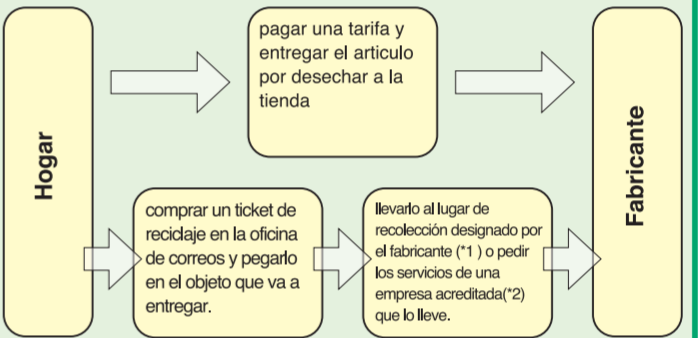 Hogar
pagar una tarifa y
entregar el articulo
por desechar a la
tienda
comprar un ticket de
reciclaje en la oficina
de correos y pegarlo
en el objeto que va a
entregar.
llevarlo al lugar de
recolección designado por
el fabricante (*1 ) o pedir
los servicios de una
empresa acreditada(*2)
que lo lleve.
Fabricante